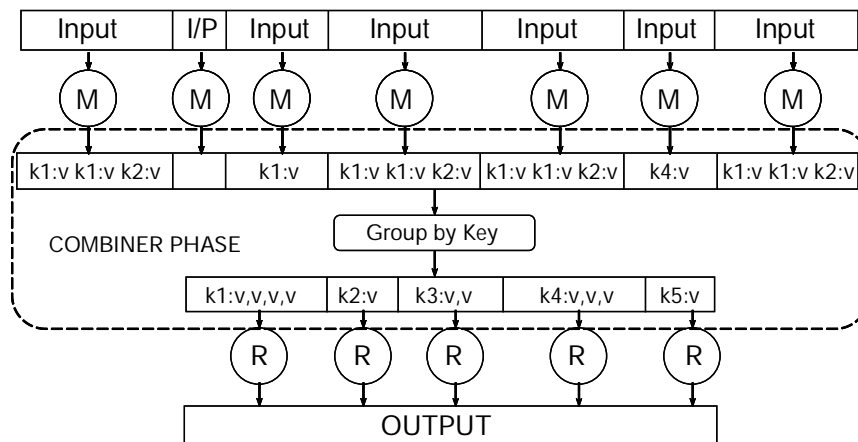 Input I/P Input Input Input Input Input
M M M M M M M
k1:v k1:v k2:v k1:v k1:v k1:v k2:v k1:v k1:v k2:v k4:v k1:v k1:v k2:v
Group by Key
COMBINER PHASE
k1:v,v,v,v k2:v k3:v,v k4:v,v,v k5:v
R R R R R
OUTPUT